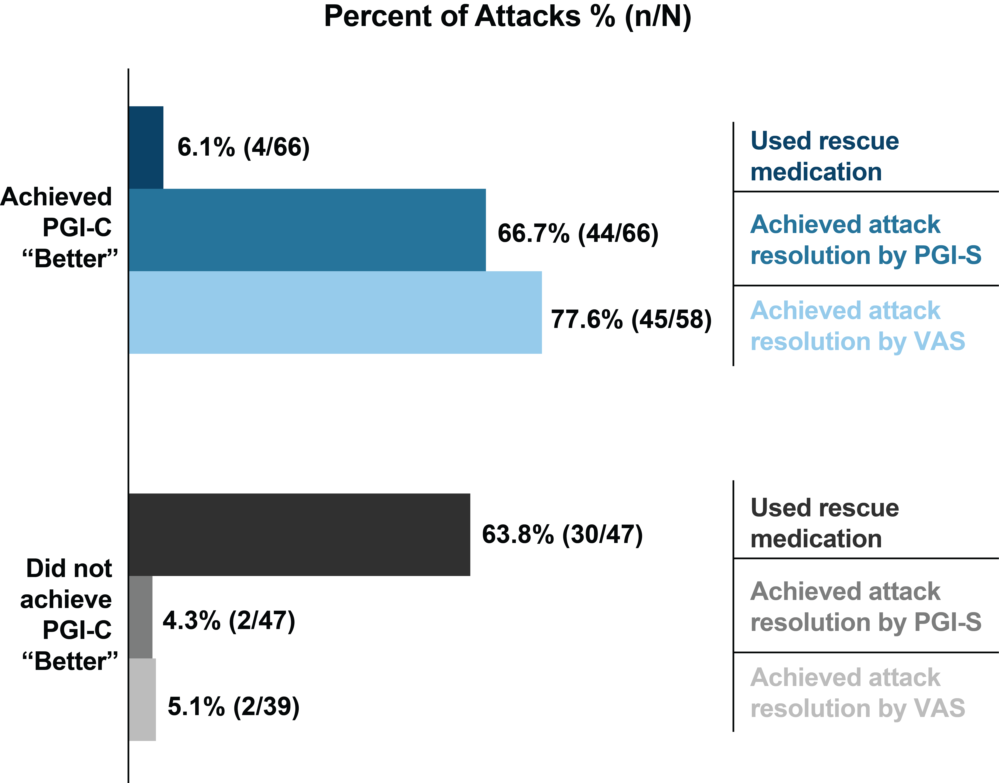 Percent of Attacks % (n/N)
Achieved
PGI-C
“Better”
6.1% (4/66)
66.7% (44/66)
77.6% (45/58)
Used rescue
medication
Achieved attack
resolution by PGI-S
Achieved attack
resolution by VAS
Did not
achieve
PGI-C
“Better”
63.8% (30/47)
4.3% (2/47)
5.1% (2/39)
Used rescue
medication
Achieved attack
resolution by PGI-S
Achieved attack
resolution by VAS